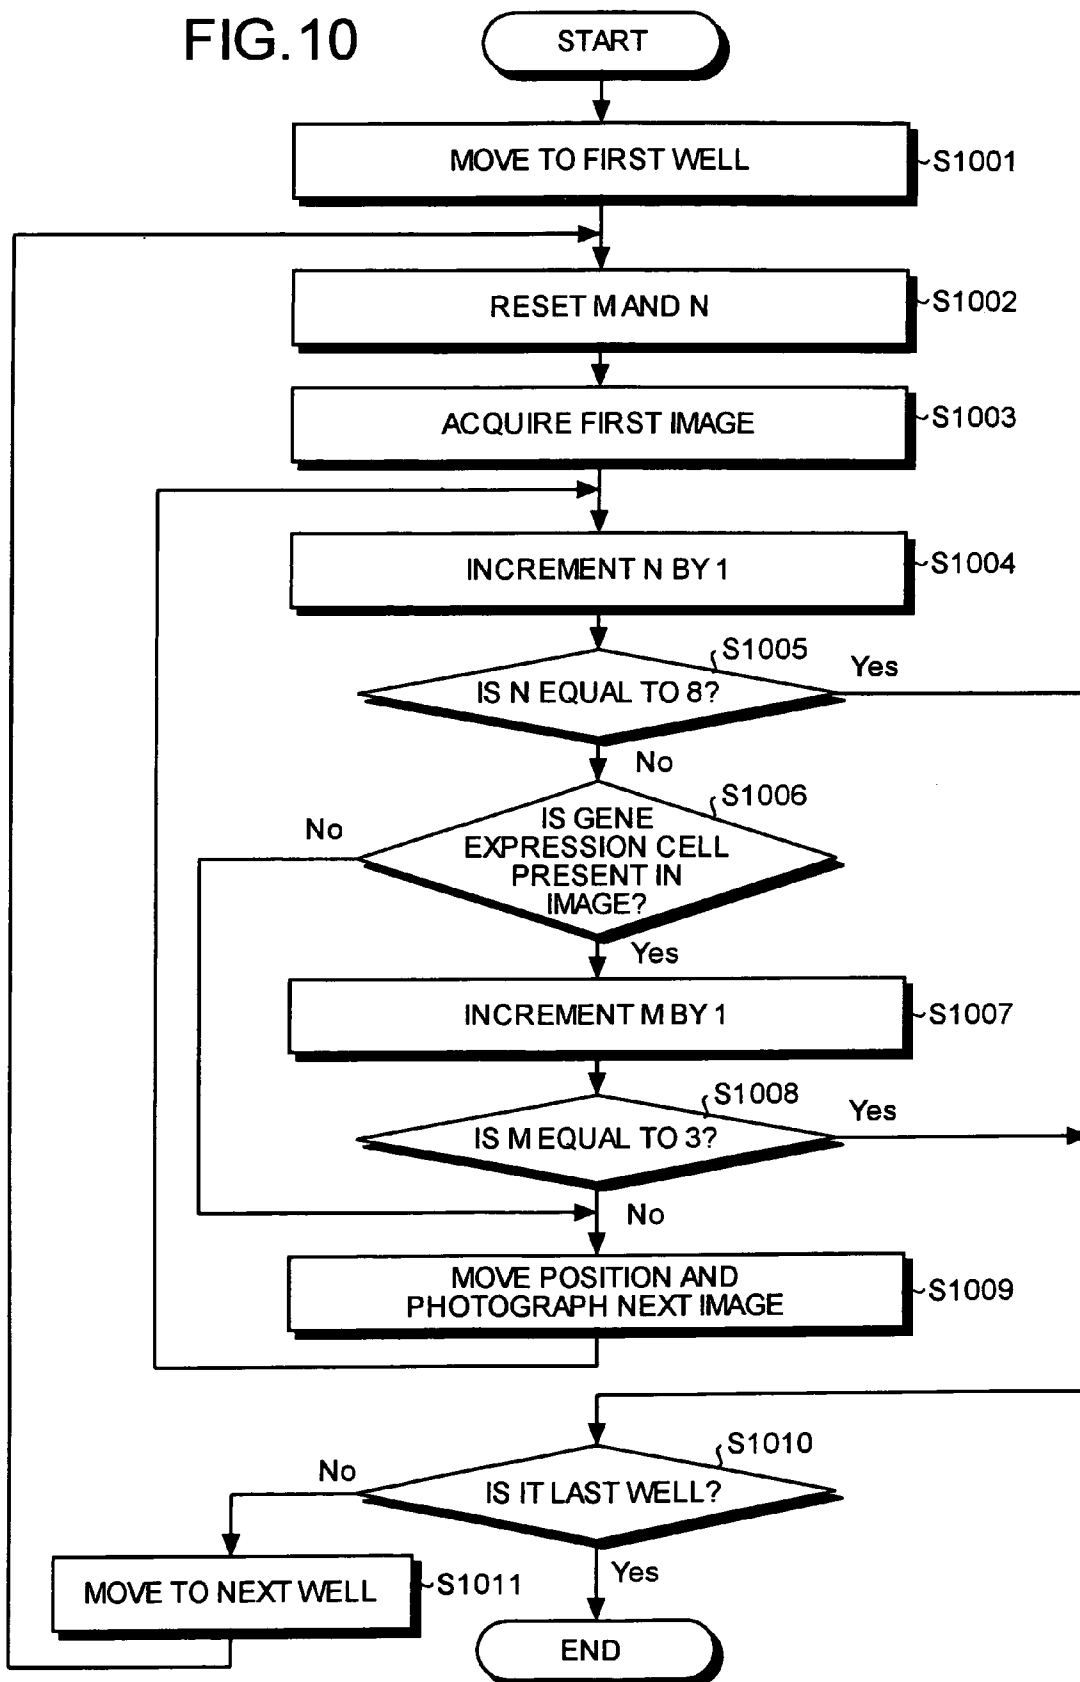 FIG.10
START
MOVE TO FIRST WELL
S1001
RESET M AND N
S1002
ACQUIRE FIRST IMAGE
S1003
INCREMENT N BY 1
S1004
S1005
IS N EQUAL TO 8?
Yes
No
S1006
IS GENE
EXPRESSION CELL
PRESENT IN
IMAGE?
No
Yes
INCREMENT M BY 1
S1007
S1008
IS M EQUAL TO 3?
Yes
No
MOVE POSITION AND
PHOTOGRAPH NEXT IMAGE
S1009
S1010
IS IT LAST WELL?
No
Yes
MOVE TO NEXT WELL
S1011
END